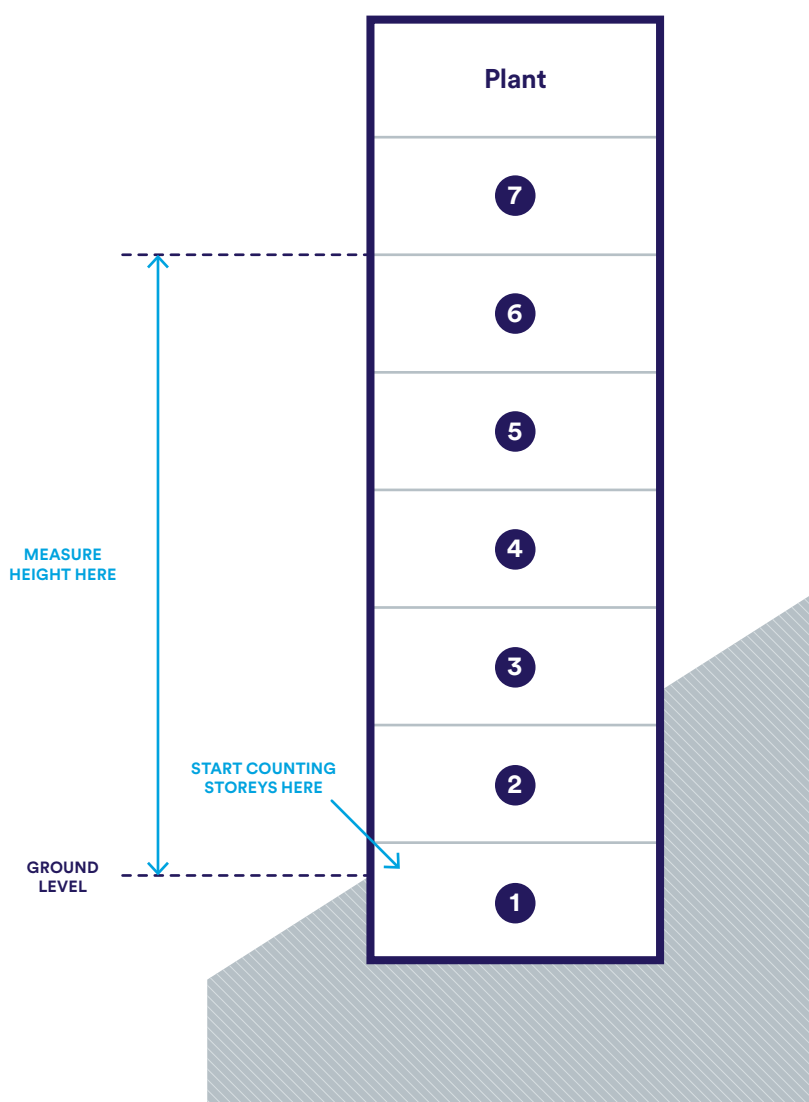 Plant
7
6
5
4
MEASURE
HEIGHT HERE
3
START COUNTING
STOREYS HERE
2
GROUND
LEVEL
1